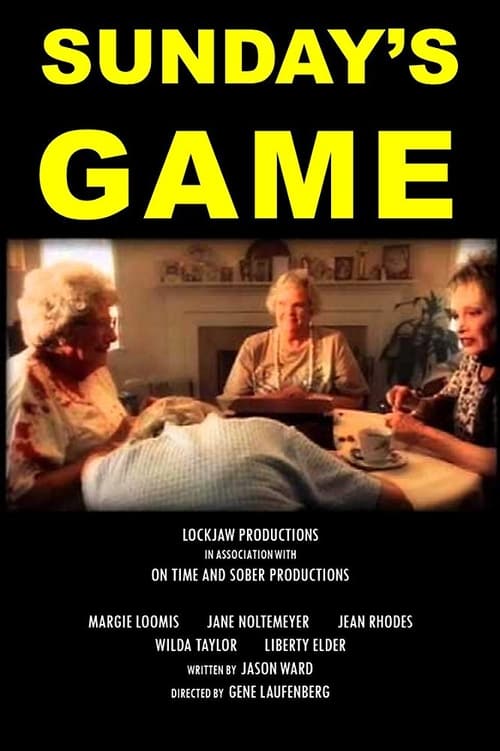 SUNDAY'S
GAME
LOCKJAW PRODUCTIONS
IN ASSOCIATION WITH
ON TIME AND SOBER PRODUCTIONS
MARGIE LOOMIS JANE NOLTEMEYER JEAN RHODES
WILDA TAYLOR LIBERTY ELDER
WRITTEN BY JASON WARD
DIRECTED BY GENE LAUFENBERG